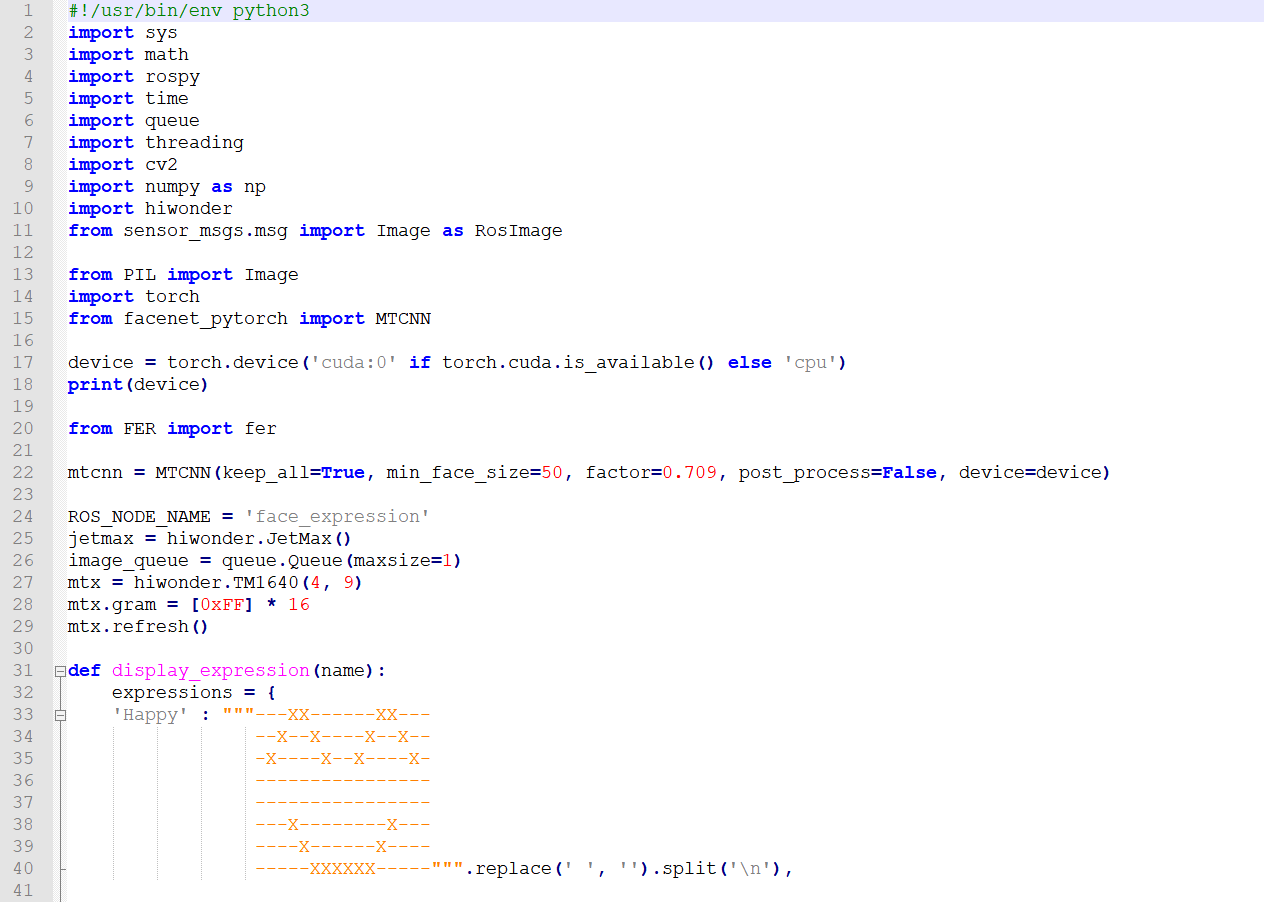 1 #!/usr/bin/env python3
2 import sys
3 import math
4 import rospy
5 import time
6 import queue
7 import threading
8 import cv2
9 import numpy as np
10 import hiwonder
11 from sensor_msgs.msg import Image as RosImage
12
13 from PIL import Image
14 import torch
15 from facenet_pytorch import MTCNN
16
17 device = torch.device('cuda:0' if torch.cuda.is_available() else 'cpu')
18 print(device)
19
20 from FER import fer
21
22 mtcnn = MTCNN(keep_all=True, min_face_size=50, factor=0.709, post_process=False, device=device)
23
24 ROS_NODE_NAME = 'face_expression'
25 jetmax = hiwonder.JetMax()
26 image_queue = queue.Queue(maxsize=1)
27 mtx = hiwonder.TM1640(4, 9)
28 mtx.gram = [0xFF] * 16
29 mtx.refresh()
30
31 def display_expression(name):
32     expressions = {
33     'Happy' : """---XX------XX---
34                  --X--X----X--X--
35                  -X----X--X----X-
36                  ----------------
37                  ----------------
38                  ---X--------X---
39                  ----X------X----
40                  -----XXXXXX-----""".replace(' ', '').split('\n'),
41